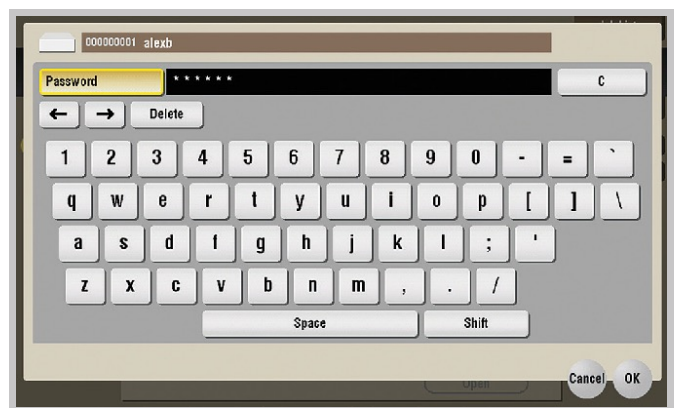 000000001 alexb
Password * * * * * * C
← → Delete
1 2 3 4 5 6 7 8 9 0 - = `
q w e r t y u i o p [ ] \
a s d f g h j k l ; '
z x c v b n m , . /
Space Shift
Open
Cancel OK